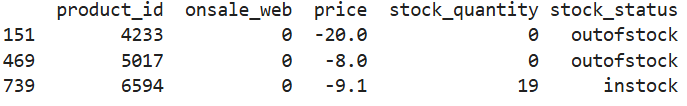 product_id onsale_web price stock_quantity stock_status
151 4233 0 -20.0 0 outofstock
469 5017 0 -8.0 0 outofstock
739 6594 0 -9.1 19 instock